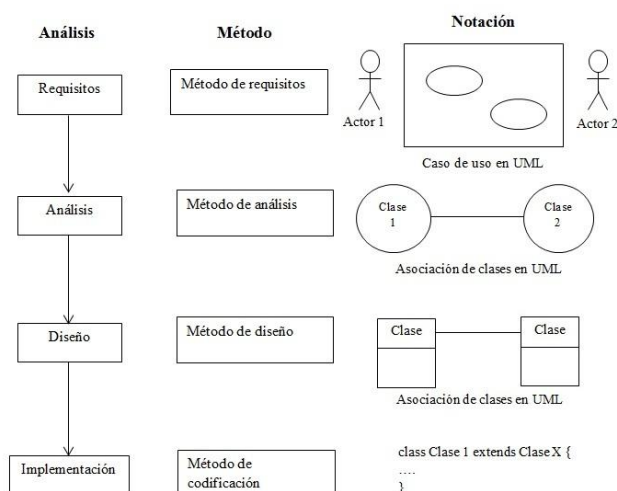 Análisis
Método
Notación
Requisitos
Método de requisitos
Actor 1
Actor 2
Caso de uso en UML
Análisis
Método de análisis
Clase
1
Clase
2
Asociación de clases en UML
Diseño
Método de diseño
Clase
Clase
Asociación de clases en UML
Implementación
Método de
codificación
class Clase 1 extends Clase X {
....
}